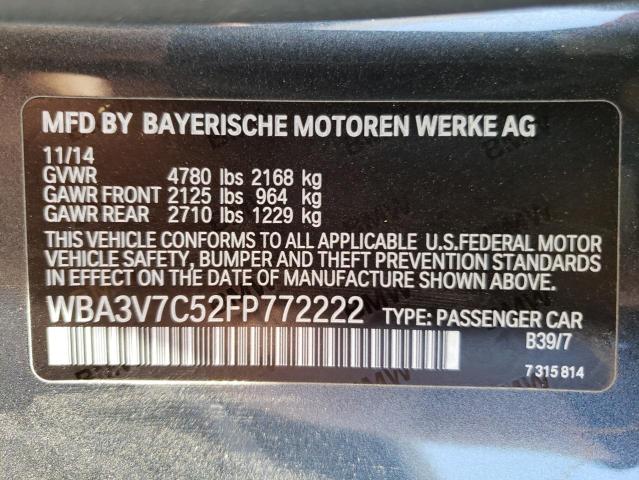 MFD BY BAYERISCHE MOTOREN WERKE AG
11/14
GVWR 4780 lbs 2168 kg
GAWR FRONT 2125 lbs 964 kg
GAWR REAR 2710 lbs 1229 kg
THIS VEHICLE CONFORMS TO ALL APPLICABLE U.S.FEDERAL MOTOR
VEHICLE SAFETY, BUMPER AND THEFT PREVENTION STANDARDS
IN EFFECT ON THE DATE OF MANUFACTURE SHOWN ABOVE.
WBA3V7C52FP772222 TYPE: PASSENGER CAR
B39/7
7 315 814